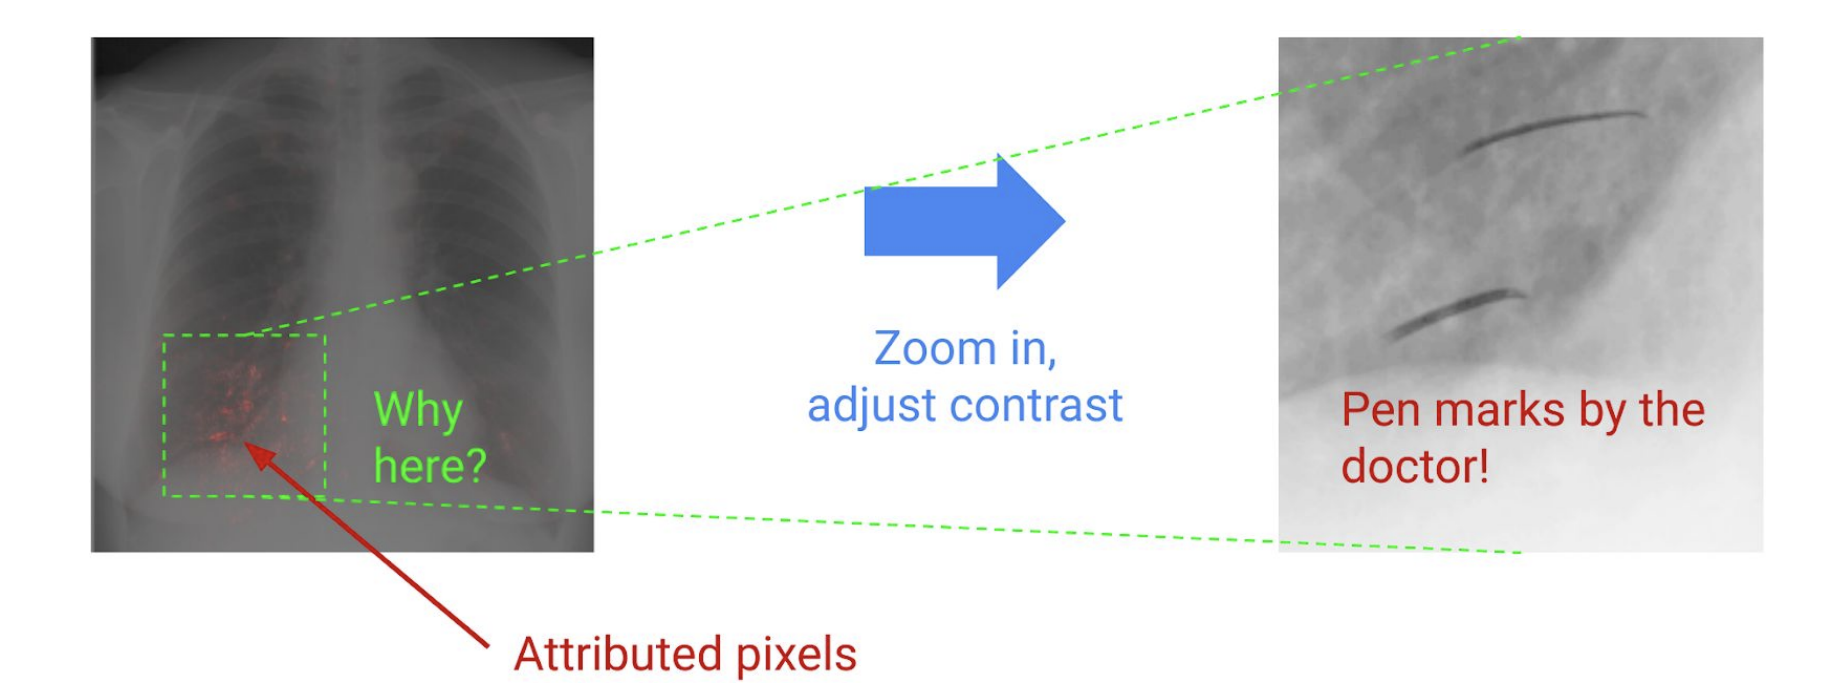 Why
here?
Zoom in,
adjust contrast
Pen marks by the
doctor!
Attributed pixels